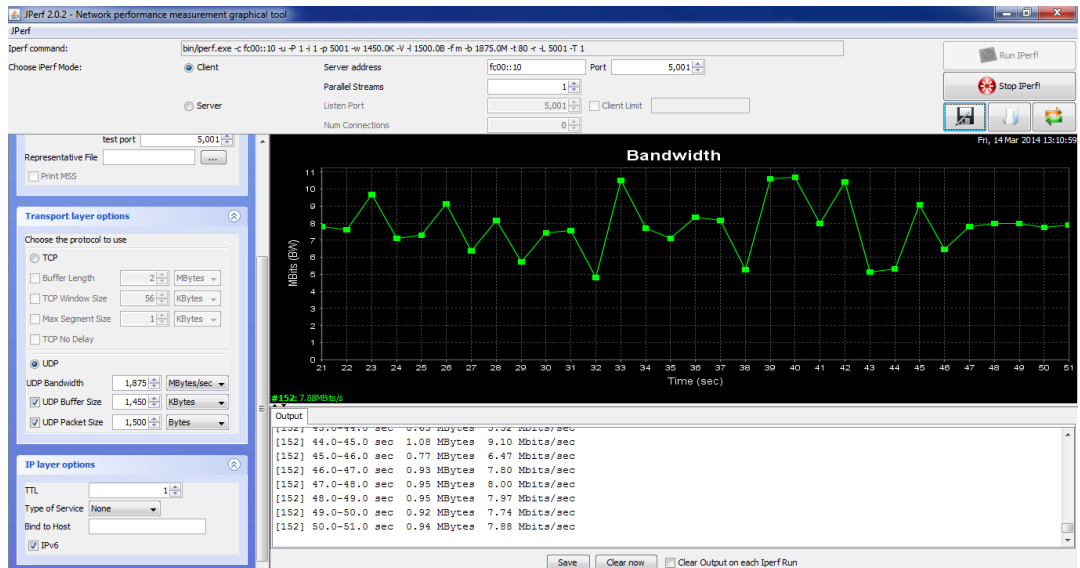 JPerf 2.0.2 - Network performance measurement graphical tool
JPerf
Iperf command:
bin/iperf.exe -c fc00::10 -u -P 1 -i 1 -p 5001 -w 1450.0K -V -l 1500.0B -f m -b 1875.0M -t 80 -r -L 5001 -T 1
Run IPerf!
Choose iPerf Mode:
Client
Server address
fc00::10
Port
5,001
Parallel Streams
1
Stop IPerf!
Server
Listen Port
5,001
Client Limit
Num Connections
0
test port
5,001
Representative File
...
Print MSS
Transport layer options
Choose the protocol to use
TCP
Buffer Length
2
MBytes
TCP Window Size
56
KBytes
Max Segment Size
1
KBytes
TCP No Delay
UDP
UDP Bandwidth
1,875
MBytes/sec
UDP Buffer Size
1,450
KBytes
UDP Packet Size
1,500
Bytes
IP layer options
TTL
1
Type of Service
None
Bind to Host
IPv6
Fri, 14 Mar 2014 13:10:59
Bandwidth
MBits (BW)
11
10
9
8
7
6
5
4
3
2
1
0
21 22 23 24 25 26 27 28 29 30 31 32 33 34 35 36 37 38 39 40 41 42 43 44 45 46 47 48 49 50 51
Time (sec)
#152: 7.88MBits/s
Output
[152] 43.0-44.0 sec 0.63 MBytes 5.32 Mbits/sec
[152] 44.0-45.0 sec 1.08 MBytes 9.10 Mbits/sec
[152] 45.0-46.0 sec 0.77 MBytes 6.47 Mbits/sec
[152] 46.0-47.0 sec 0.93 MBytes 7.80 Mbits/sec
[152] 47.0-48.0 sec 0.95 MBytes 8.00 Mbits/sec
[152] 48.0-49.0 sec 0.95 MBytes 7.97 Mbits/sec
[152] 49.0-50.0 sec 0.92 MBytes 7.74 Mbits/sec
[152] 50.0-51.0 sec 0.94 MBytes 7.88 Mbits/sec
Save
Clear now
Clear Output on each Iperf Run